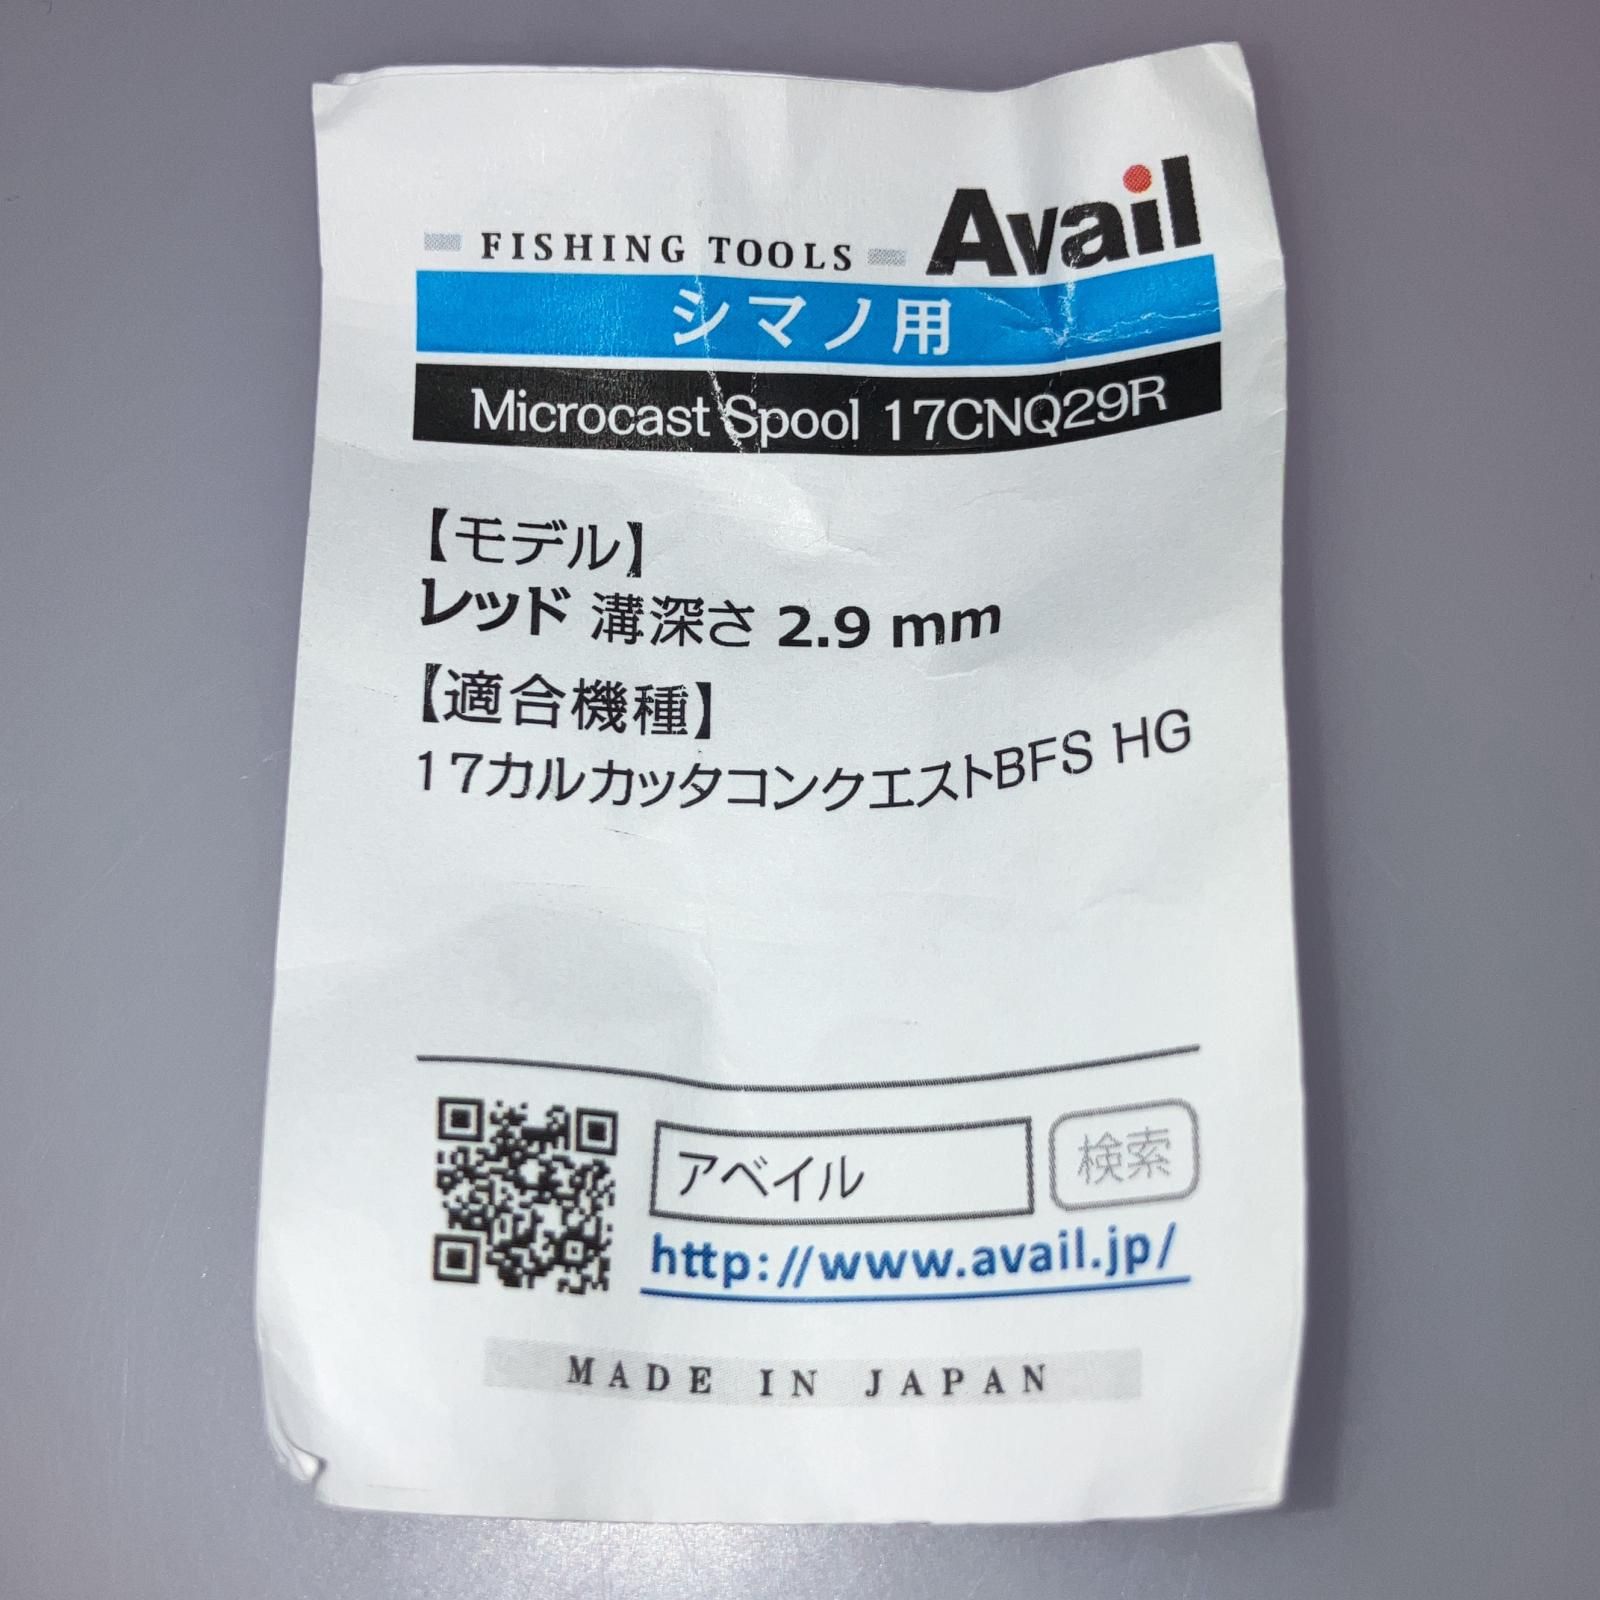 FISHING TOOLS Avail
シマノ用
Microcast Spool 17CNQ29R
【モデル】
レッド 溝深さ 2.9 mm
【適合機種】
17カルカッタコンクエストBFS HG
アベイル 検索
http://www.avail.jp/
MADE IN JAPAN